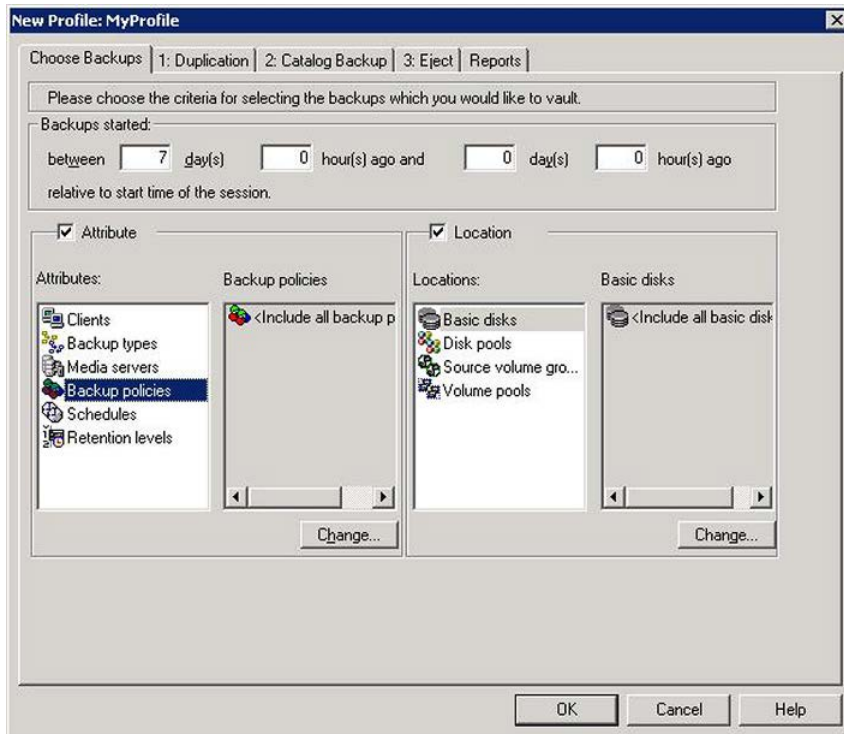 New Profile: MyProfile
Choose Backups 1: Duplication 2: Catalog Backup 3: Eject Reports
Please choose the criteria for selecting the backups which you would like to vault.
Backups started:
between 7 day(s) 0 hour(s) ago and 0 day(s) 0 hour(s) ago
relative to start time of the session.
Attribute
Location
Attributes:
Backup policies
Locations:
Basic disks
Clients
Backup types
Media servers
Backup policies
Schedules
Retention levels
<Include all backup p
Change...
Basic disks
Disk pools
Source volume gro...
Volume pools
<Include all basic disk
Change...
OK Cancel Help